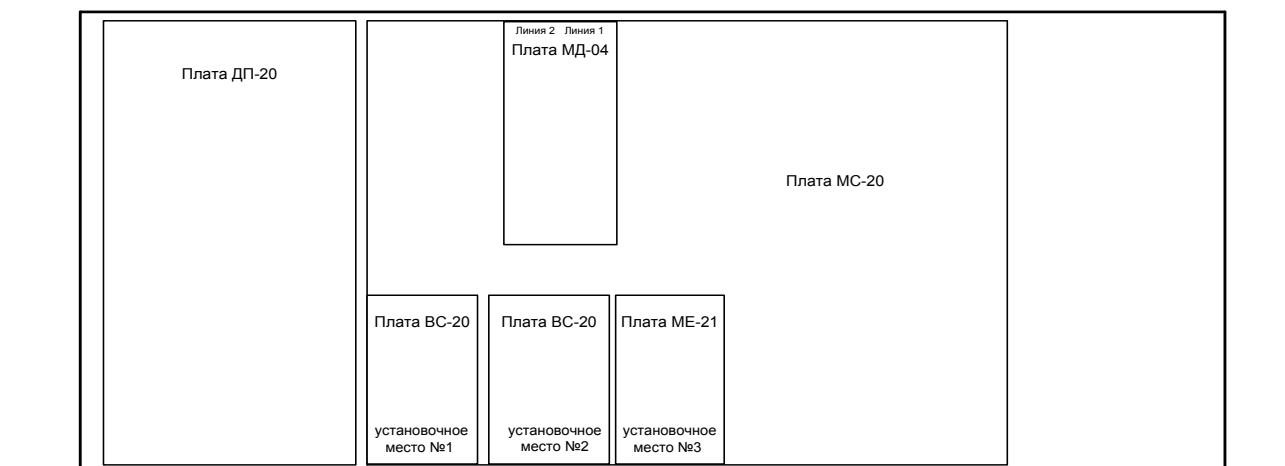 Линия 2 Линия 1
Плата МД-04
Плата ДП-20
Плата МС-20
Плата ВС-20
Плата ВС-20
Плата МЕ-21
установочное
место №1
установочное
место №2
установочное
место №3